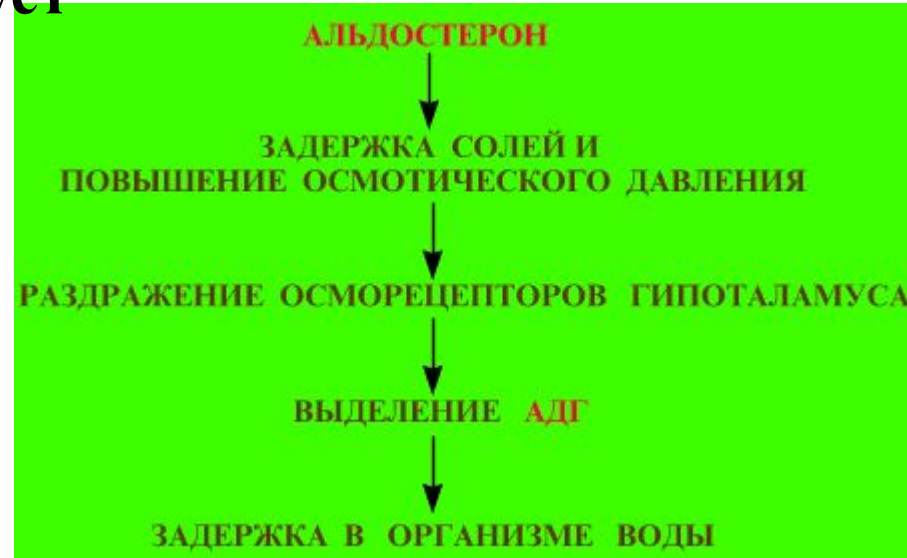 АЛЬДОСТЕРОН
ЗАДЕРЖКА СОЛЕЙ И
ПОВЫШЕНИЕ ОСМОТИЧЕСКОГО ДАВЛЕНИЯ
РАЗДРАЖЕНИЕ ОСМОРЕЦЕПТОРОВ ГИПОТАЛАМУСА
ВЫДЕЛЕНИЕ АДГ
ЗАДЕРЖКА В ОРГАНИЗМЕ ВОДЫ